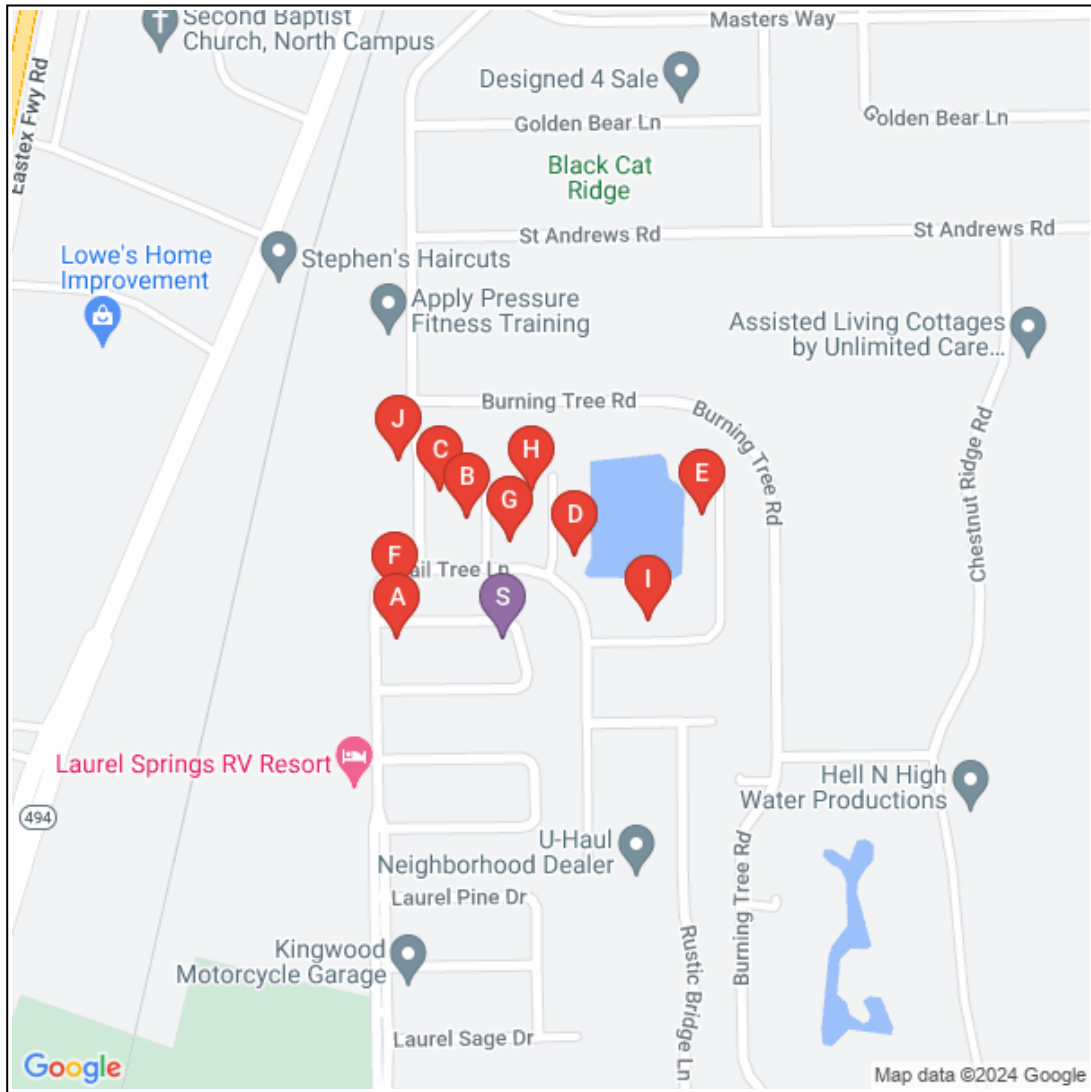 Second Baptist
Church, North Campus
Masters Way
Eastex Fwy Rd
Designed 4 Sale
Golden Bear Ln
Golden Bear Ln
Black Cat
Ridge
St Andrews Rd
St Andrews Rd
Lowe's Home
Improvement
Stephen's Haircuts
Apply Pressure
Fitness Training
Assisted Living Cottages
by Unlimited Care...
Burning Tree Rd
Burning Tree Rd
Chestnut Ridge Rd
J
C
H
B
E
G
D
F
ail Tree Ln
I
A
S
Laurel Springs RV Resort
494
Hell N High
Water Productions
U-Haul
Neighborhood Dealer
Burning Tree Rd
Laurel Pine Dr
Rustic Bridge Ln
Kingwood
Motorcycle Garage
Laurel Sage Dr
Google
Map data ©2024 Google